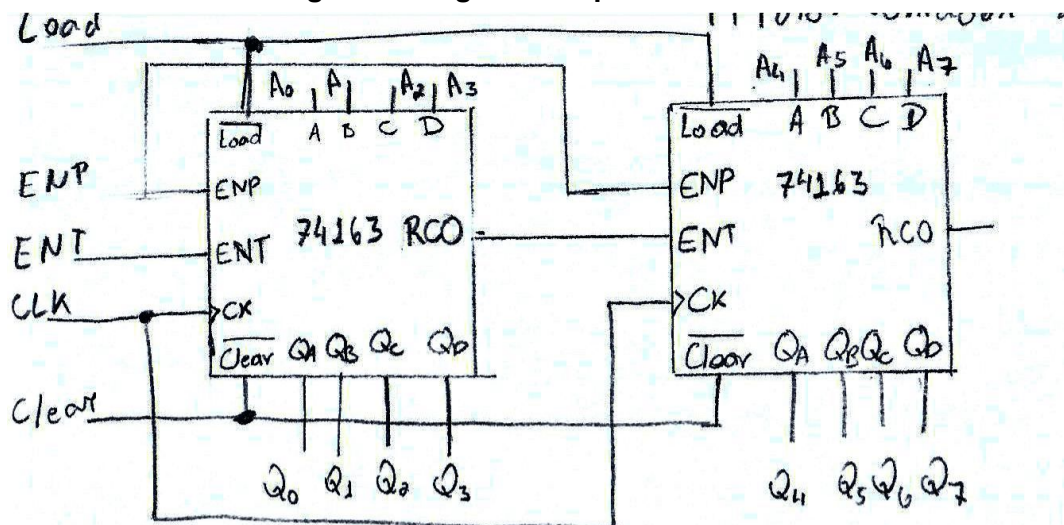 Load
A0 A A2 A3
A4 A5 A6 A7
Load A B C D
Load A B C D
ENP
ENP
ENP 74163
ENT
ENT 74163 RCO
ENT RCO
CLK
CK
CK
Clear QA QB QC QD
Clear QA QB QC QD
Clear
Q0 Q1 Q2 Q3
Q4 Q5 Q6 Q7